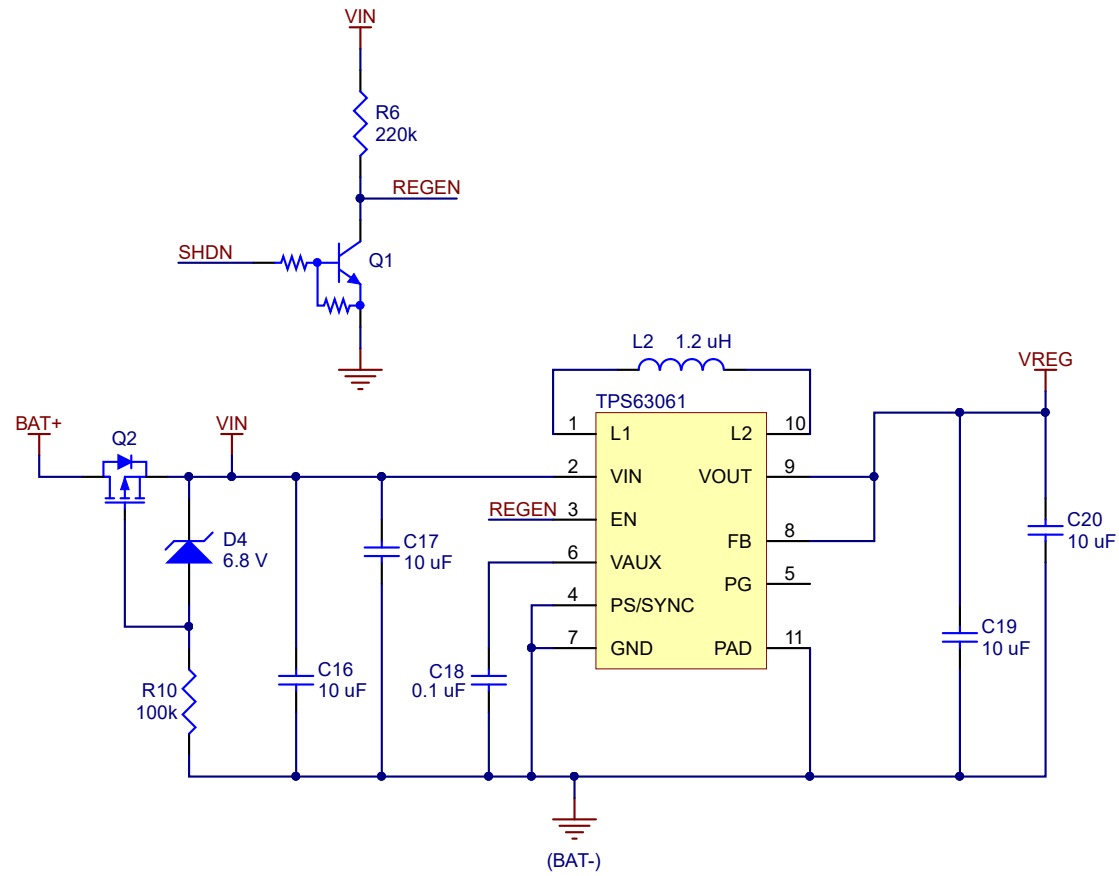 VIN
R6
220k
REGEN
SHDN
Q1
L2 1.2 uH
VREG
TPS63061
BAT+
Q2
VIN
1 L1
L2 10
2 VIN
VOUT 9
REGEN 3 EN
FB 8
6 VAUX
PG 5
4 PS/SYNC
7 GND
PAD 11
D4
6.8 V
C17
10 uF
C20
10 uF
C19
10 uF
C16
10 uF
C18
0.1 uF
R10
100k
(BAT-)